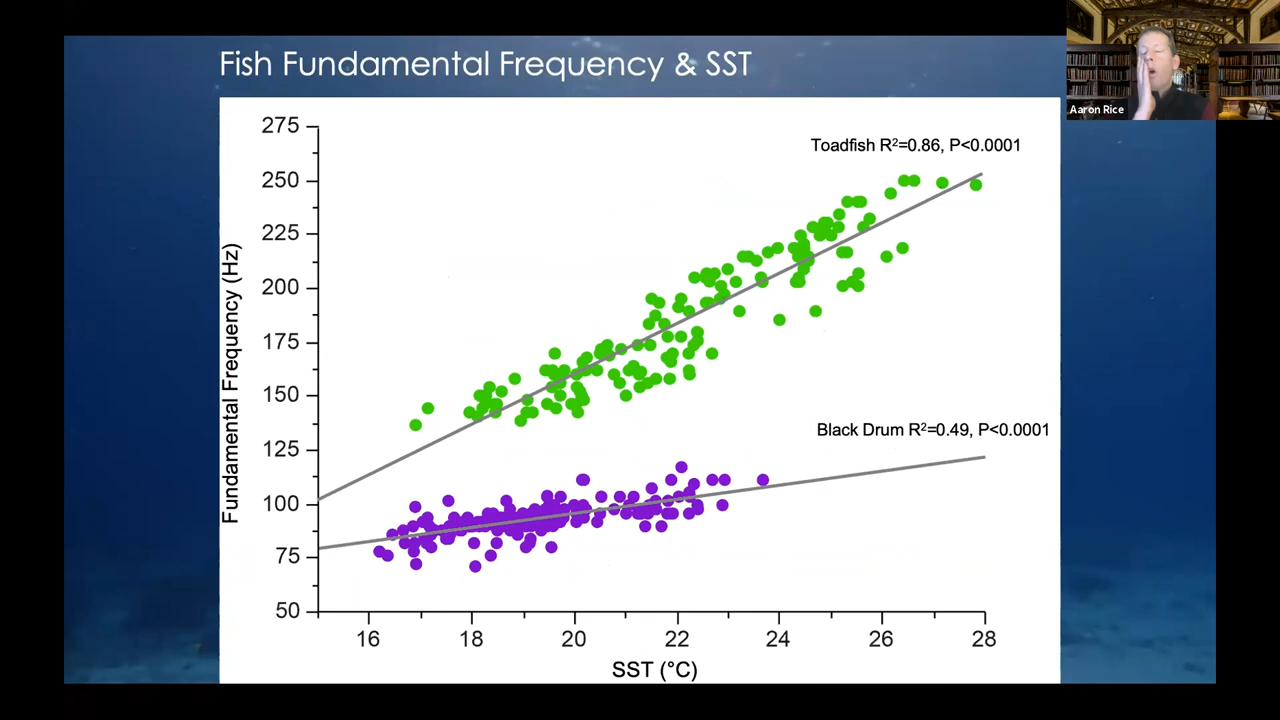 Fish Fundamental Frequency & SST
Aaron Rice
275
250
225
200
175
150
125
100
75
50
Fundamental Frequency (Hz)
Toadfish R²=0.86, P<0.0001
Black Drum R²=0.49, P<0.0001
16 18 20 22 24 26 28
SST (°C)